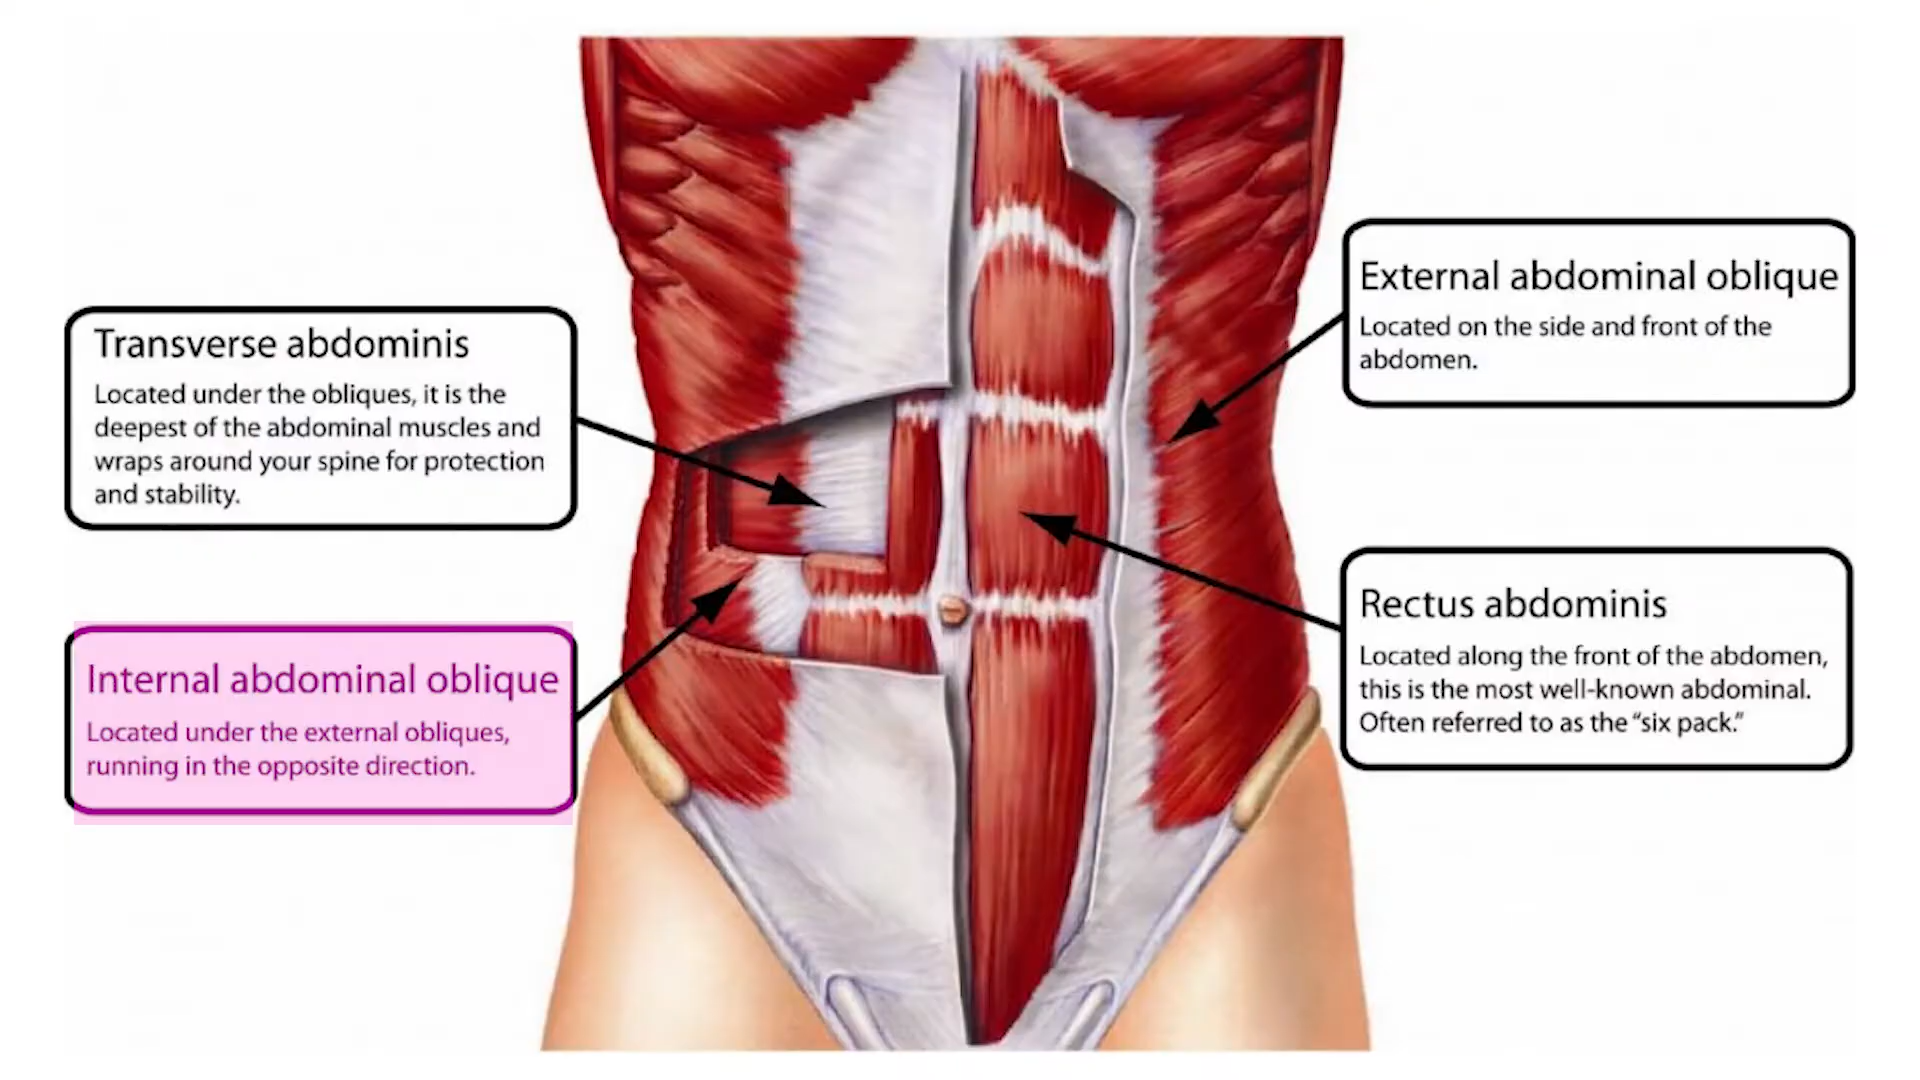 Transverse abdominis
Located under the obliques, it is the
deepest of the abdominal muscles and
wraps around your spine for protection
and stability.
Internal abdominal oblique
Located under the external obliques,
running in the opposite direction.
External abdominal oblique
Located on the side and front of the
abdomen.
Rectus abdominis
Located along the front of the abdomen,
this is the most well-known abdominal.
Often referred to as the “six pack.”